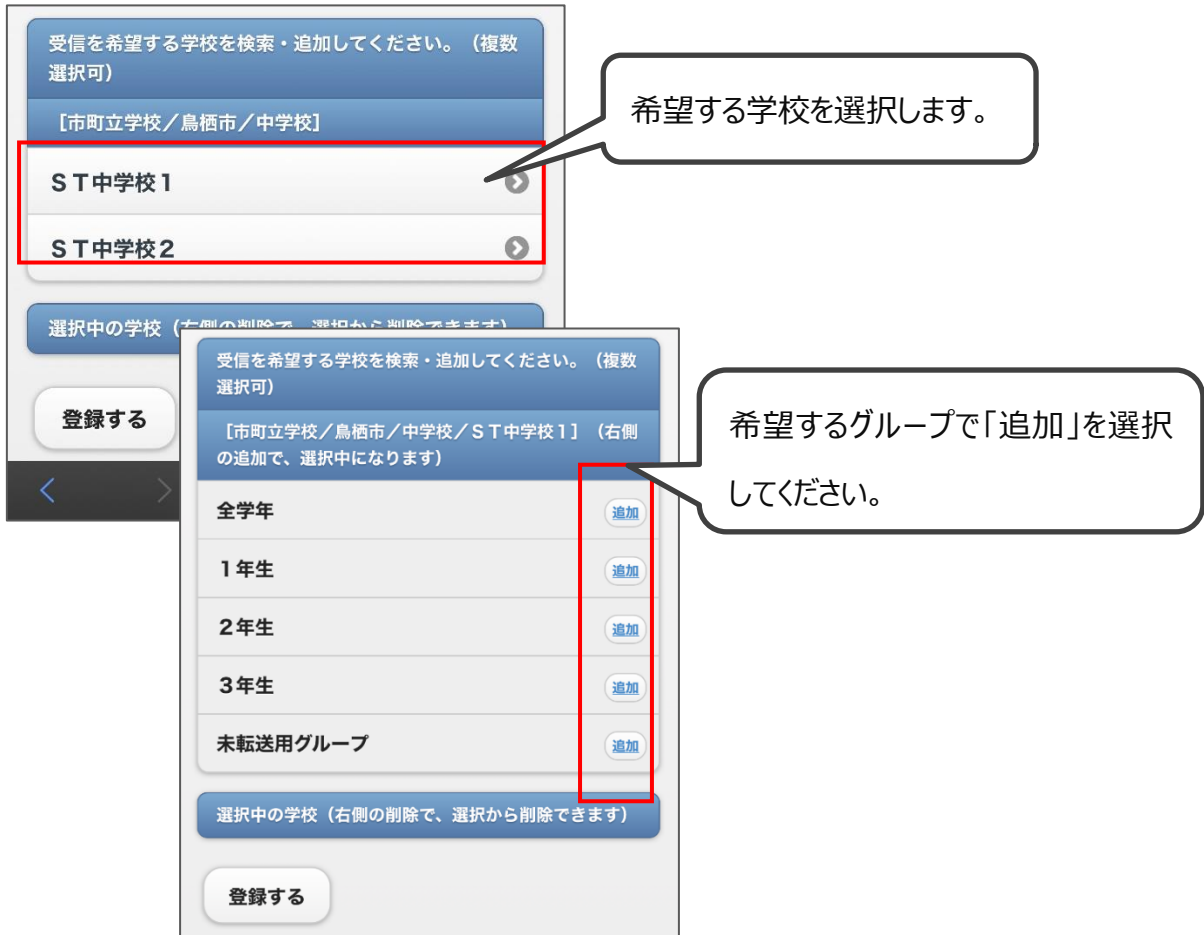 受信を希望する学校を検索・追加してください。（複数
選択可）
［市町立学校／鳥栖市／中学校］
ＳＴ中学校１
ＳＴ中学校２
選択中の学校（右側の削除で、選択から削除できます）
登録する
希望する学校を選択します。
受信を希望する学校を検索・追加してください。（複数
選択可）
［市町立学校／鳥栖市／中学校／ＳＴ中学校１］（右側
の追加で、選択中になります）
全学年 追加
１年生 追加
２年生 追加
３年生 追加
未転送用グループ 追加
選択中の学校（右側の削除で、選択から削除できます）
登録する
希望するグループで「追加」を選択
してください。